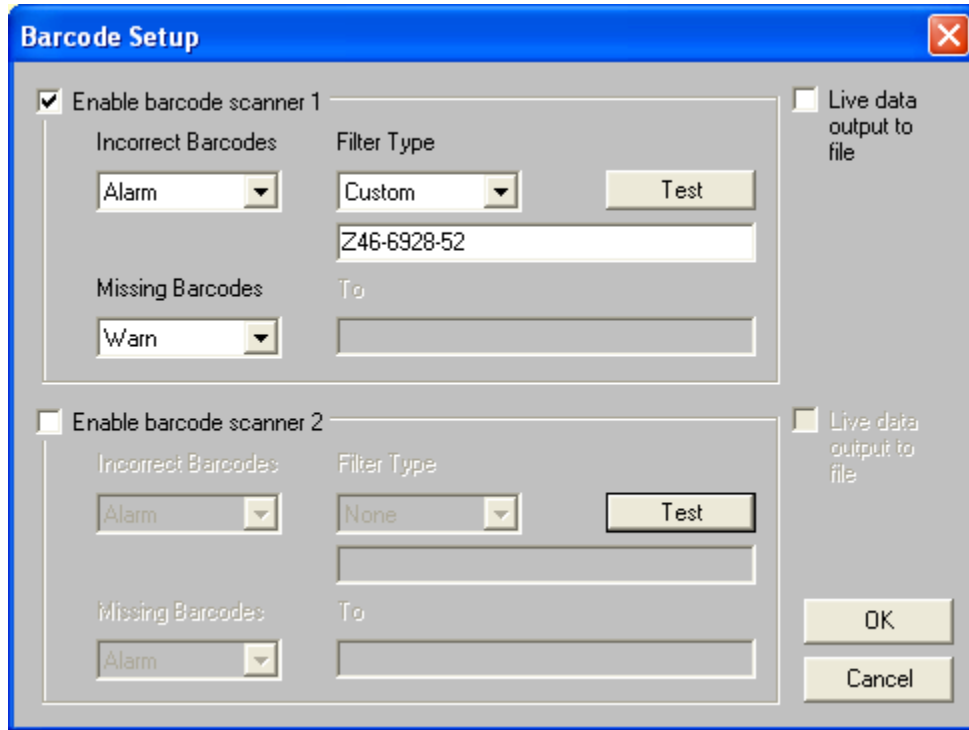 Barcode Setup
Enable barcode scanner 1
Live data
output to
file
Incorrect Barcodes
Filter Type
Alarm
Custom
Test
Z46-6928-52
Missing Barcodes
To
Warn
Enable barcode scanner 2
Live data
output to
file
Incorrect Barcodes
Filter Type
Alarm
None
Test
Missing Barcodes
To
Alarm
OK
Cancel